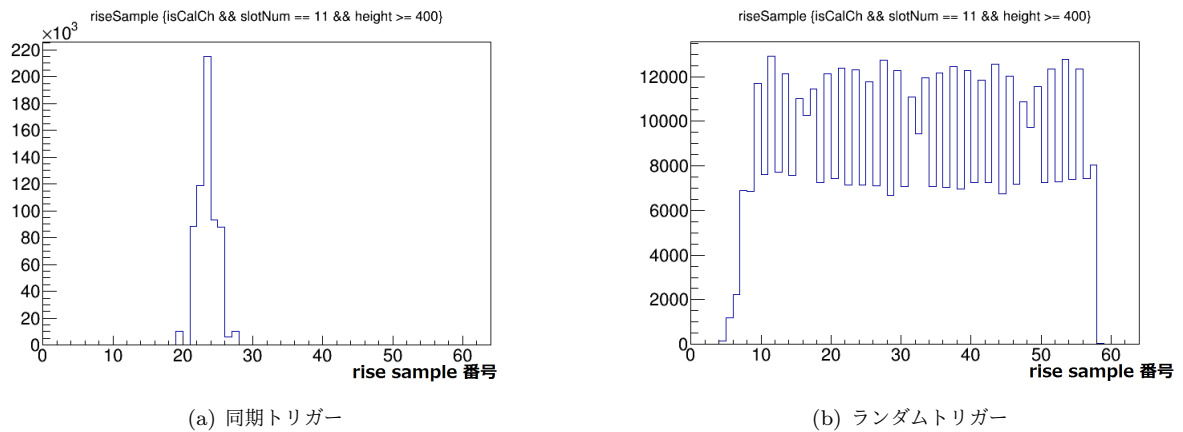 riseSample {isCalCh && slotNum == 11 && height >= 400}
×10³
220
200
180
160
140
120
100
80
60
40
20
0
0 10 20 30 40 50 60
rise sample 番号
(a) 同期トリガー
riseSample {isCalCh && slotNum == 11 && height >= 400}
12000
10000
8000
6000
4000
2000
0
0 10 20 30 40 50 60
rise sample 番号
(b) ランダムトリガー